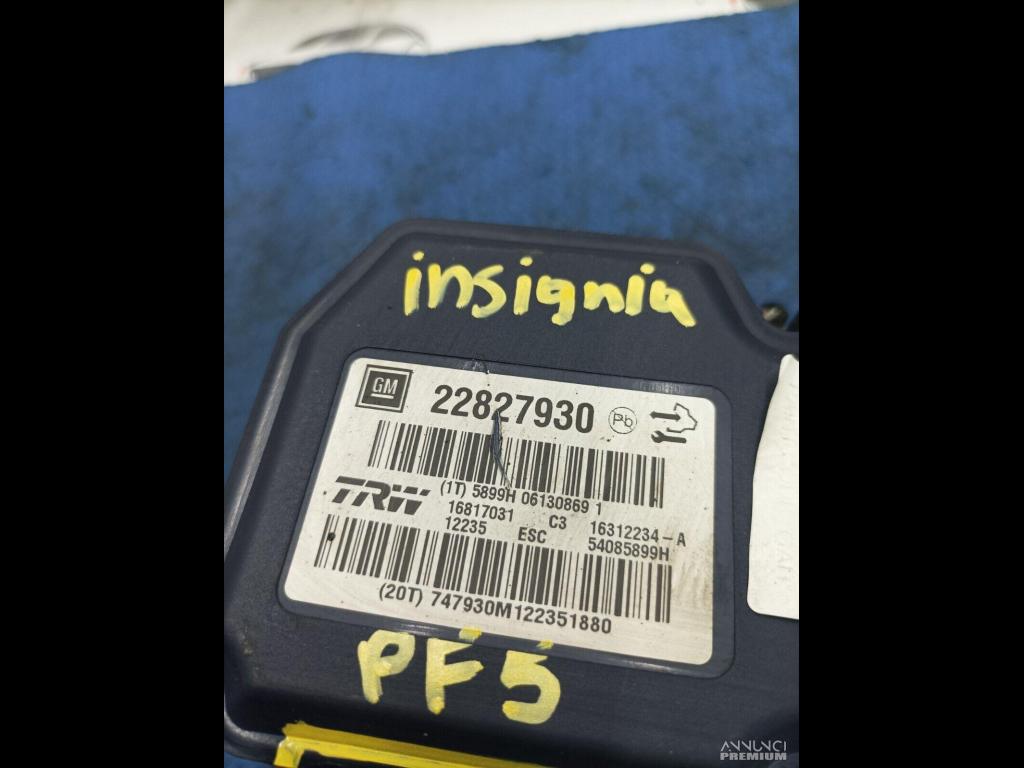 insignia
GM 22827930 Pb
(1T) 5899H 06130869 1
TRW 16817031 C3 16312234-A
12235 ESC 54085899H
(20T) 747930M122351880
PF5
ANNUNCI
PREMIUM